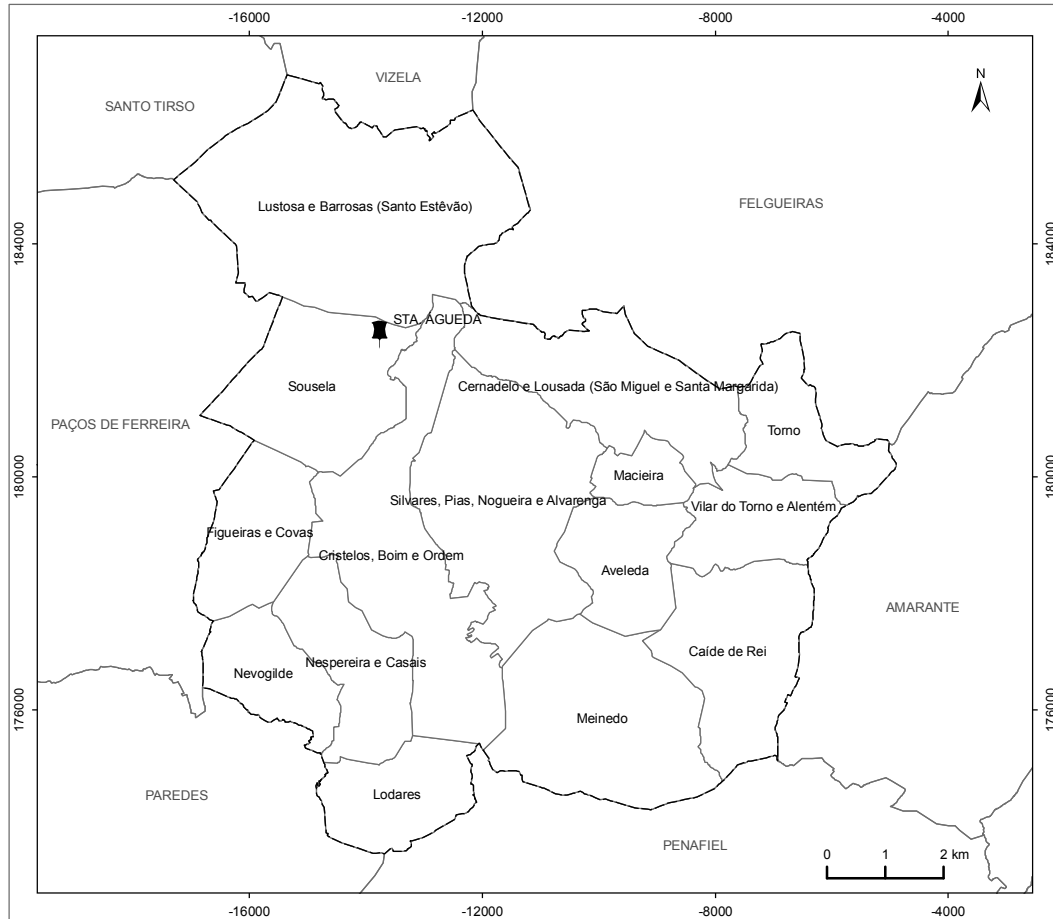 -16000
-12000
-8000
-4000
VIZELA
SANTO TIRSO
N
FELGUEIRAS
Lustosa e Barrosas (Santo Estêvão)
184000
184000
STA. ÁGUEDA
Sousela
Cernadelo e Lousada (São Miguel e Santa Margarida)
PAÇOS DE FERREIRA
Torno
180000
Macieira
180000
Silvares, Pias, Nogueira e Alvarenga
Vilar do Torno e Alentém
Figueiras e Covas
Cristelos, Boim e Ordem
Aveleda
AMARANTE
Caíde de Rei
Nespereira e Casais
Nevogilde
176000
Meinedo
176000
PAREDES
Lodares
PENAFIEL
0 1 2 km
-16000
-12000
-8000
-4000